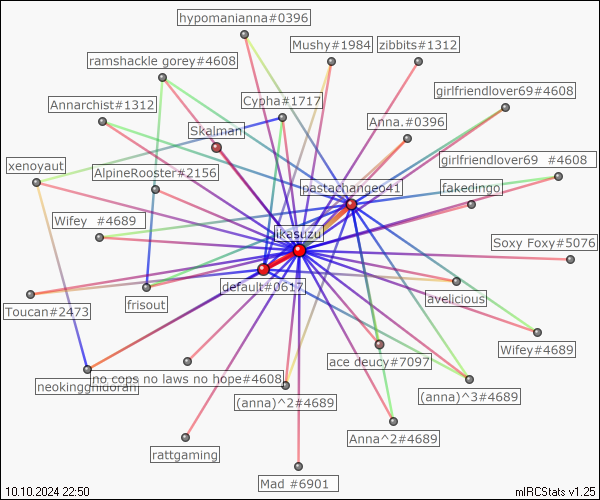 hypomanianna#0396
Mushy#1984
zibbits#1312
ramshackle gorey#4608
girlfriendlover69#4608
Annarchist#1312
Cypha#1717
Anna.#0396
Skalman
xenoyaut
AlpineRooster#2156
girlfriendlover69 #4608
pastachangeo41
fakedingo
Wifey #4689
ikasuzu
Soxy Foxy#5076
Toucan#2473
frisout
default#0617
avelicious
Wifey#4689
ace deucy#7097
neokingghidorah
no cops no laws no hope#4608
(anna)^2#4689
(anna)^3#4689
Anna^2#4689
rattgaming
Mad #6901
10.10.2024 22:50
mIRCStats v1.25